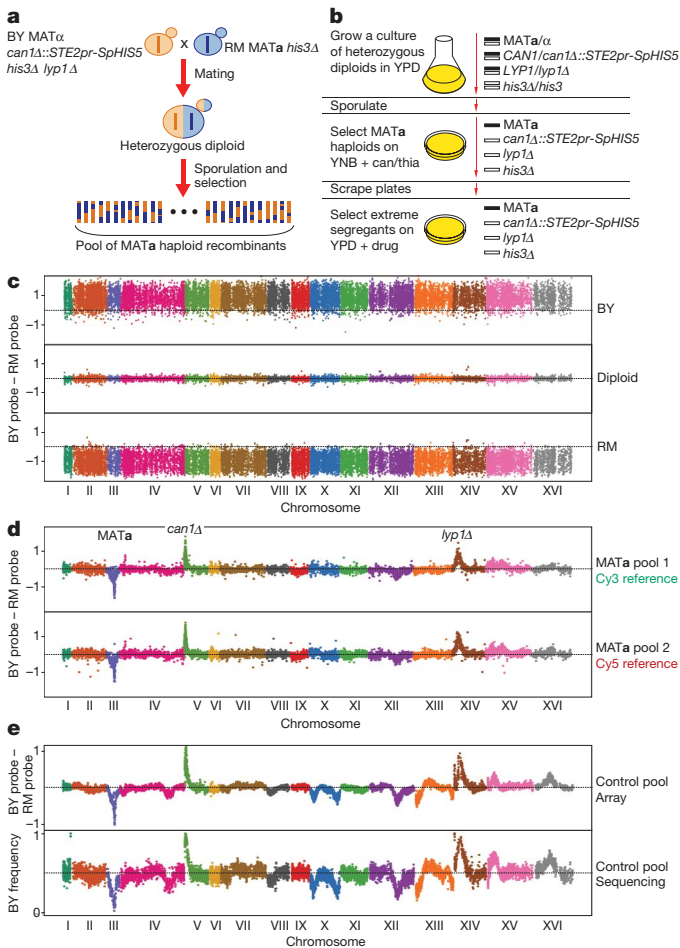 a
BY MATα
can1Δ::STE2pr-SpHIS5
his3Δ lyp1Δ
x
RM MATa his3Δ
Mating
Heterozygous diploid
Sporulation and
selection
Pool of MATa haploid recombinants
b
Grow a culture
of heterozygous
diploids in YPD
MATa/α
CAN1/can1Δ::STE2pr-SpHIS5
LYP1/lyp1Δ
his3Δ/his3
Sporulate
Select MATa
haploids on
YNB + can/thia
MATa
can1Δ::STE2pr-SpHIS5
lyp1Δ
his3Δ
Scrape plates
Select extreme
segregants on
YPD + drug
MATa
can1Δ::STE2pr-SpHIS5
lyp1Δ
his3Δ
c
BY probe – RM probe
1
−1
BY
Diploid
1
−1
RM
I II III IV V VI VII VIII IX X XI XII XIII XIV XV XVI
Chromosome
d
MATa
can1Δ
lyp1Δ
BY probe – RM probe
1
−1
MATa pool 1
Cy3 reference
1
−1
MATa pool 2
Cy5 reference
I II III IV V VI VII VIII IX X XI XII XIII XIV XV XVI
Chromosome
e
BY probe –
RM probe
1
−1
Control pool
Array
BY frequency
1
0
Control pool
Sequencing
I II III IV V VI VII VIII IX X XI XII XIII XIV XV XVI
Chromosome